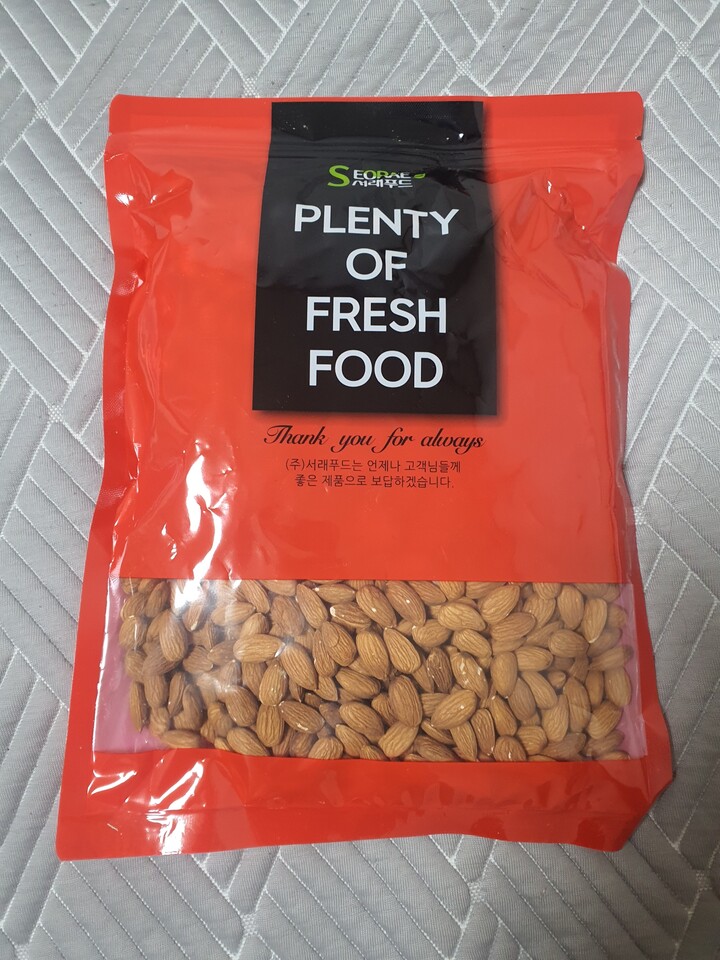 SEORAE
서래푸드
PLENTY
OF
FRESH
FOOD
Thank you for always
(주)서래푸드는 언제나 고객님들께
좋은 제품으로 보답하겠습니다.